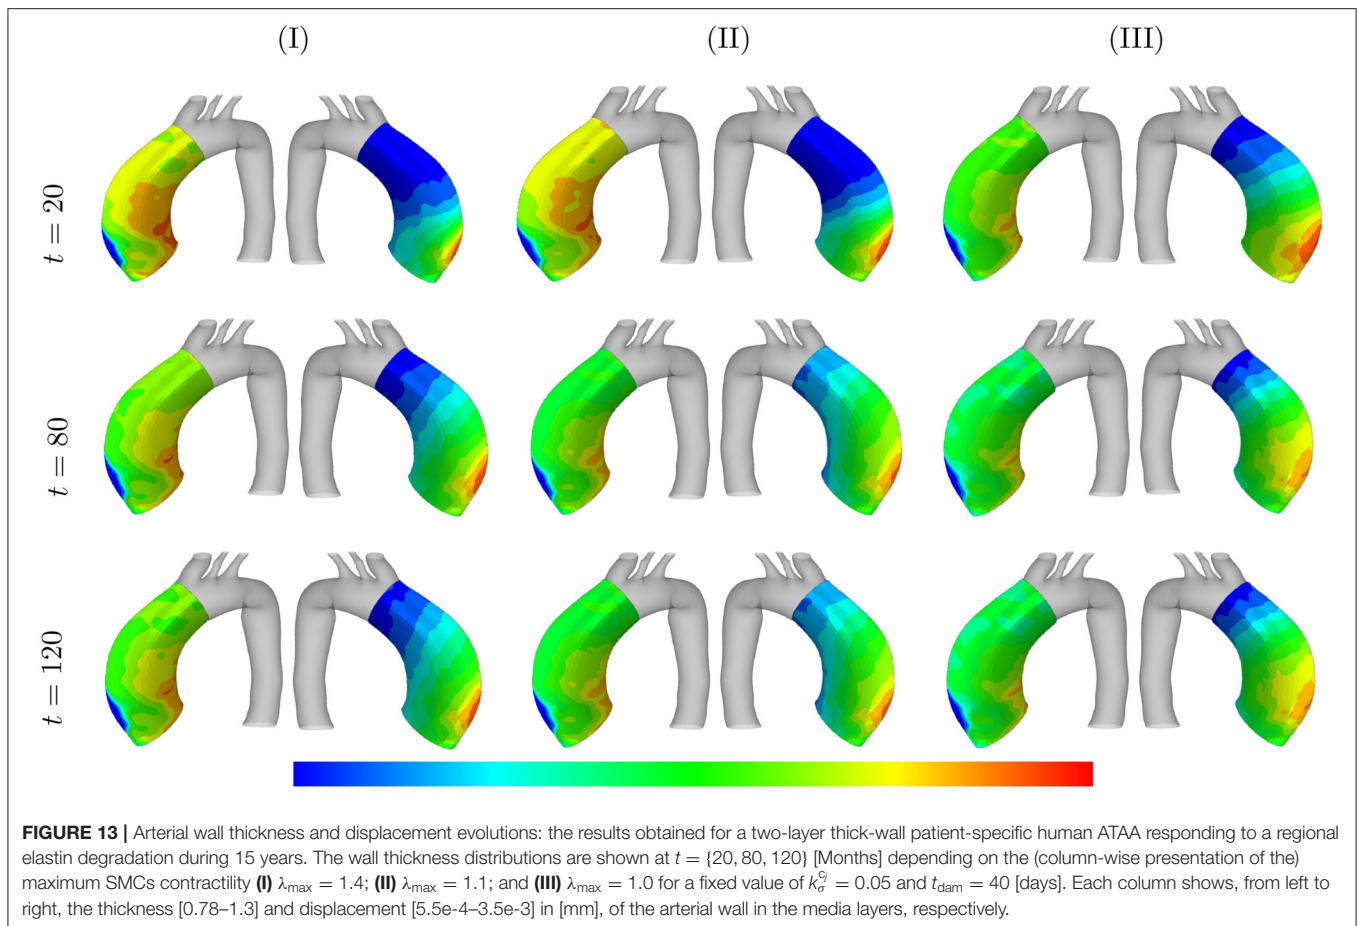 (I) (II) (III)
t = 20
t = 80
t = 120
FIGURE 13 | Arterial wall thickness and displacement evolutions: the results obtained for a two-layer thick-wall patient-specific human ATAA responding to a regional
elastin degradation during 15 years. The wall thickness distributions are shown at t = {20, 80, 120} [Months] depending on the (column-wise presentation of the)
maximum SMCs contractility (I) λmax = 1.4; (II) λmax = 1.1; and (III) λmax = 1.0 for a fixed value of k_σ^{c_j} = 0.05 and tdam = 40 [days]. Each column shows, from left to
right, the thickness [0.78–1.3] and displacement [5.5e-4–3.5e-3] in [mm], of the arterial wall in the media layers, respectively.